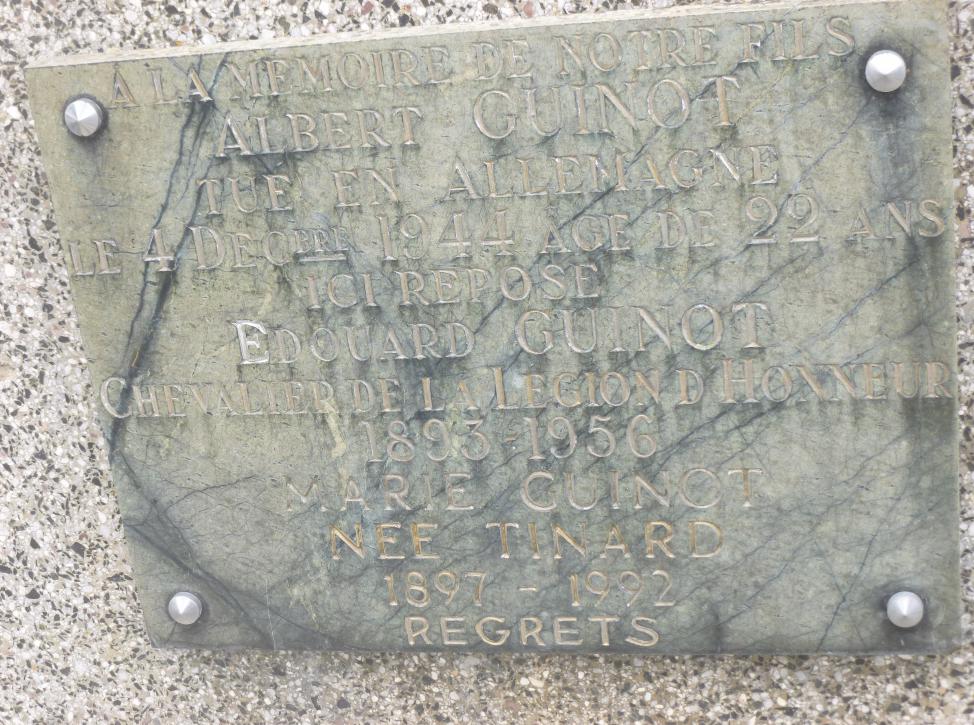 A LA MEMOIRE DE NOTRE FILS
ALBERT GUINOT
TUE EN ALLEMAGNE
LE 4 DECBRE 1944 AGE DE 22 ANS
ICI REPOSE
EDOUARD GUINOT
CHEVALIER DE LA LEGION D HONNEUR
1893 - 1956
MARIE GUINOT
NEE TINARD
1897 - 1992
REGRETS